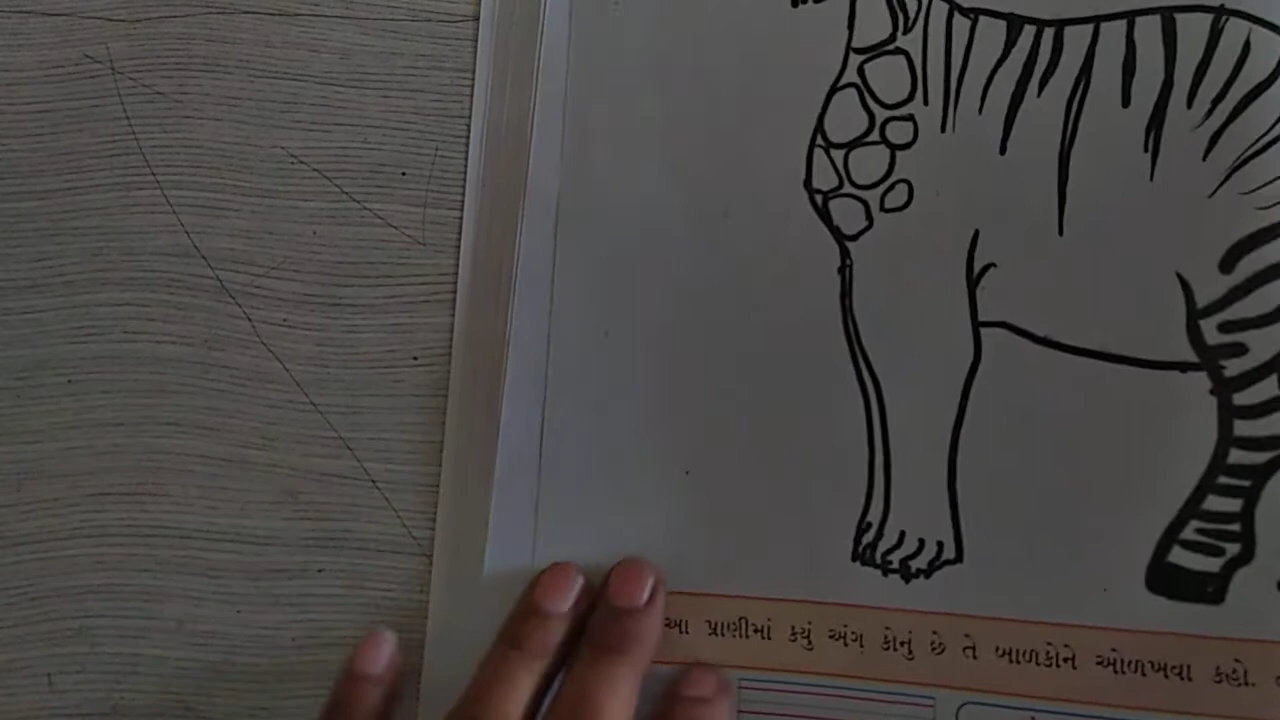 આ પ્રાણીમાં કયું અંગ કોનું છે તે બાળકોને ઓળખવા કહો.